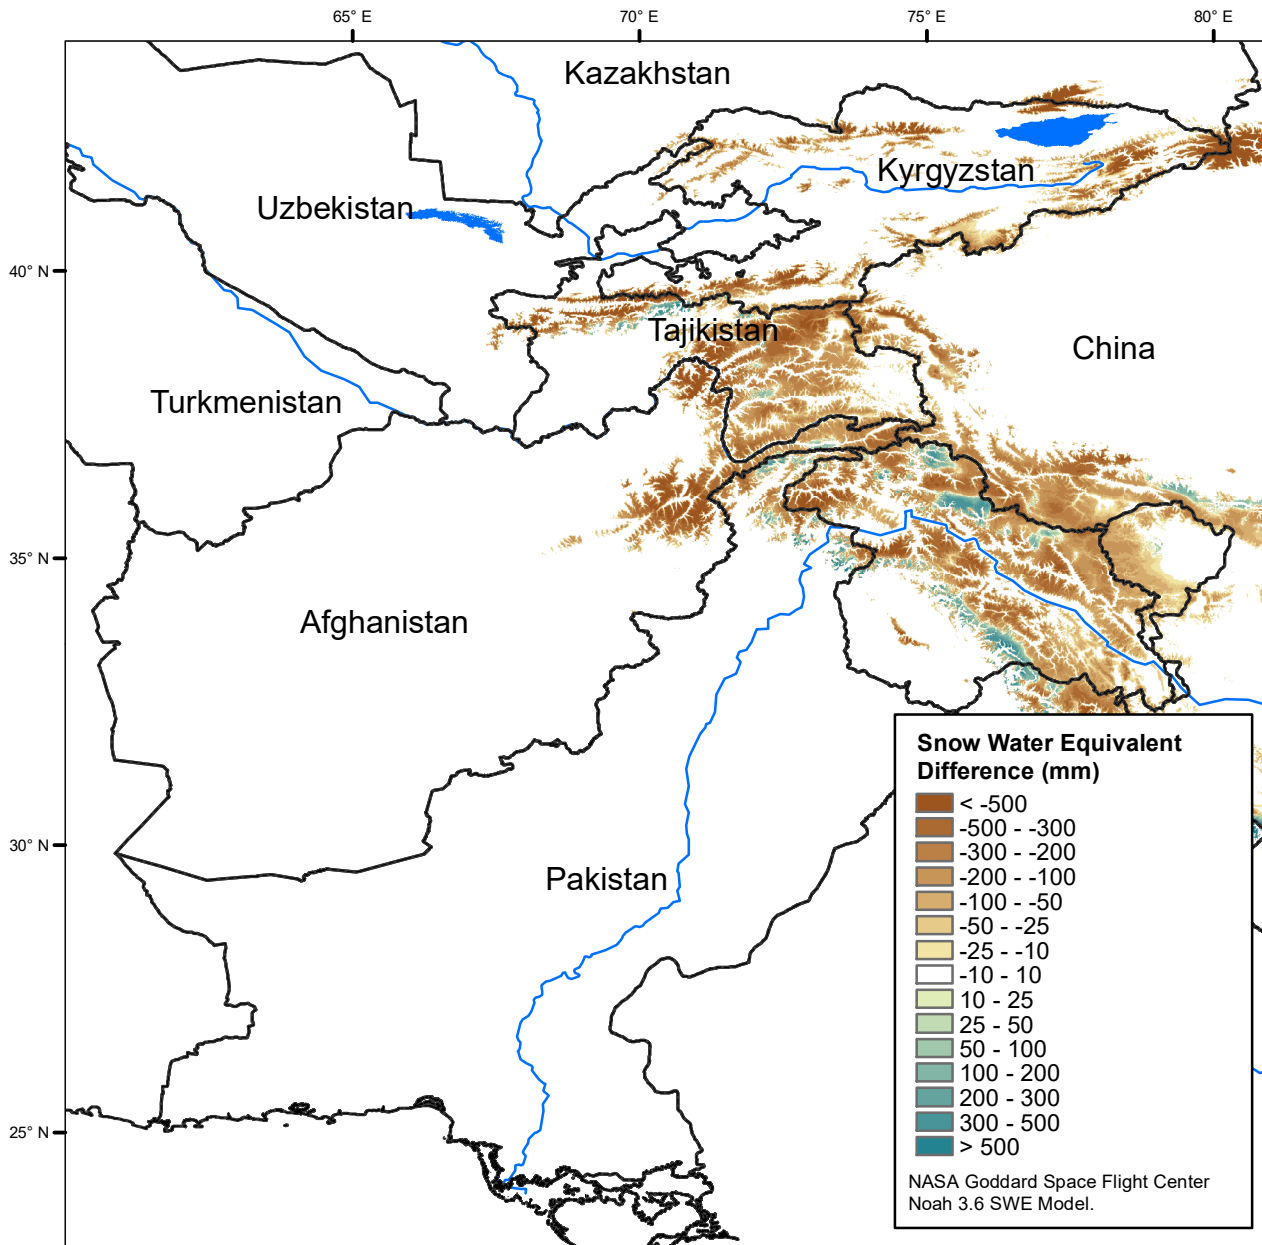 65° E
70° E
75° E
80° E
Kazakhstan
Kyrgyzstan
Uzbekistan
40° N
Tajikistan
China
Turkmenistan
35° N
Afghanistan
30° N
Pakistan
25° N
Snow Water Equivalent
Difference (mm)
< -500
-500 - -300
-300 - -200
-200 - -100
-100 - -50
-50 - -25
-25 - -10
-10 - 10
10 - 25
25 - 50
50 - 100
100 - 200
200 - 300
300 - 500
> 500
NASA Goddard Space Flight Center
Noah 3.6 SWE Model.